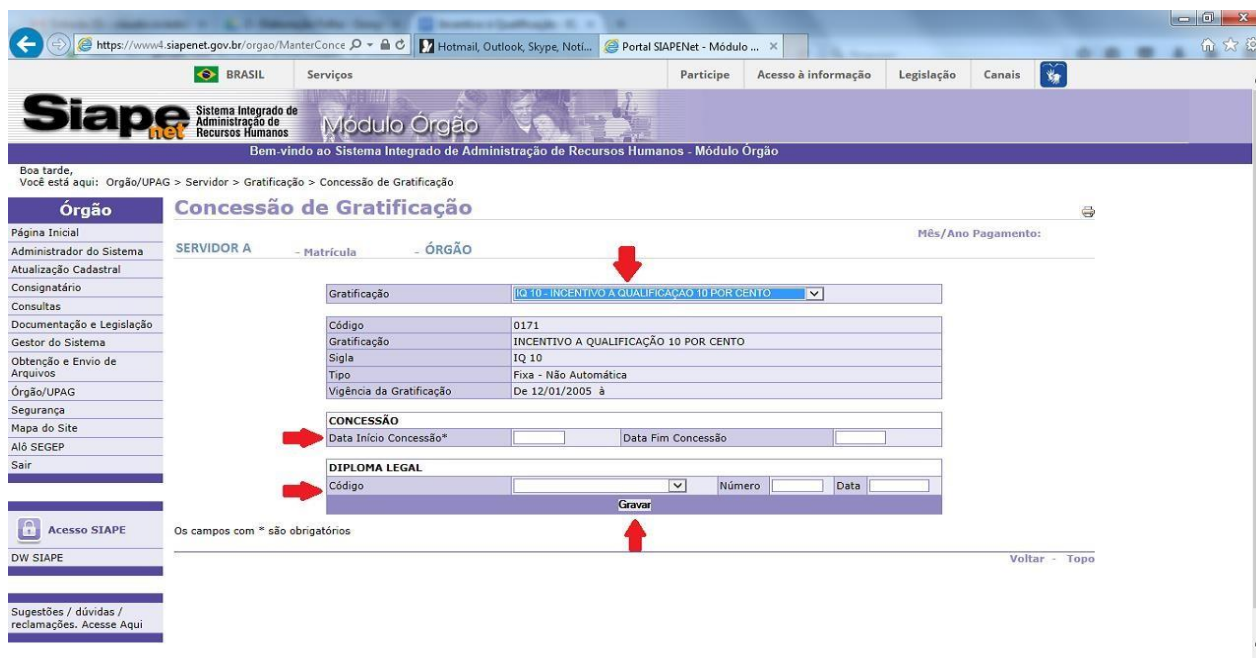 https://www4.siapenet.gov.br/orgao/ManterConce
Hotmail, Outlook, Skype, Notí...
Portal SIAPENet - Módulo ...
BRASIL Serviços Participe Acesso à informação Legislação Canais
Siape net
Sistema Integrado de
Administração de
Recursos Humanos
Módulo Órgão
Bem-vindo ao Sistema Integrado de Administração de Recursos Humanos - Módulo Órgão
Boa tarde,
Você está aqui: Orgão/UPAG > Servidor > Gratificação > Concessão de Gratificação
Órgão
Página Inicial
Administrador do Sistema
Atualização Cadastral
Consignatário
Consultas
Documentação e Legislação
Gestor do Sistema
Obtenção e Envio de
Arquivos
Órgão/UPAG
Segurança
Mapa do Site
Alô SEGEP
Sair
Acesso SIAPE
DW SIAPE
Sugestões / dúvidas /
reclamações. Acesse Aqui
Concessão de Gratificação
Mês/Ano Pagamento:
SERVIDOR A - Matrícula - ÓRGÃO
Gratificação IQ 10 - INCENTIVO A QUALIFICAÇAO 10 POR CENTO
Código 0171
Gratificação INCENTIVO A QUALIFICAÇÃO 10 POR CENTO
Sigla IQ 10
Tipo Fixa - Não Automática
Vigência da Gratificação De 12/01/2005 à
CONCESSÃO
Data Início Concessão* Data Fim Concessão
DIPLOMA LEGAL
Código Número Data
Gravar
Os campos com * são obrigatórios
Voltar - Topo